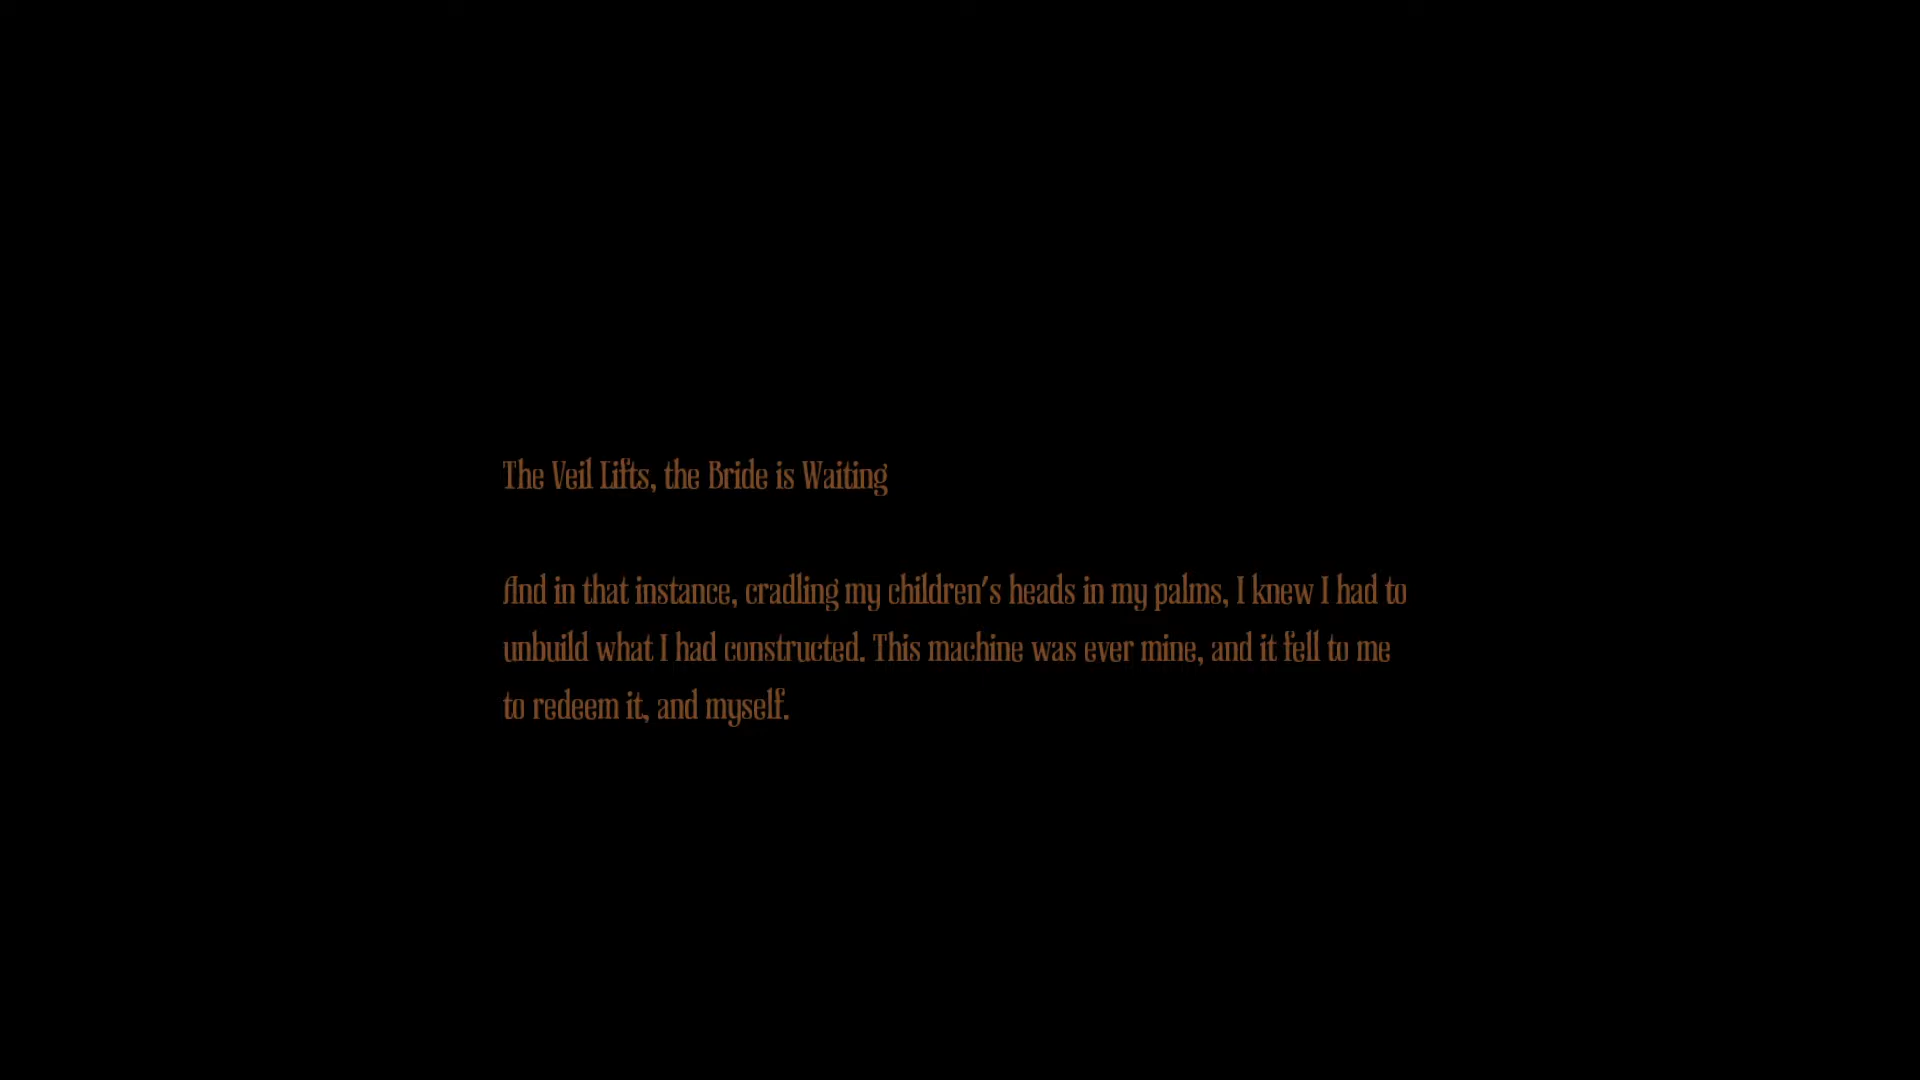 The Veil Lifts, the Bride is Waiting
And in that instance, cradling my children's heads in my palms, I knew I had to
unbuild what I had constructed. This machine was ever mine, and it fell to me
to redeem it, and myself.